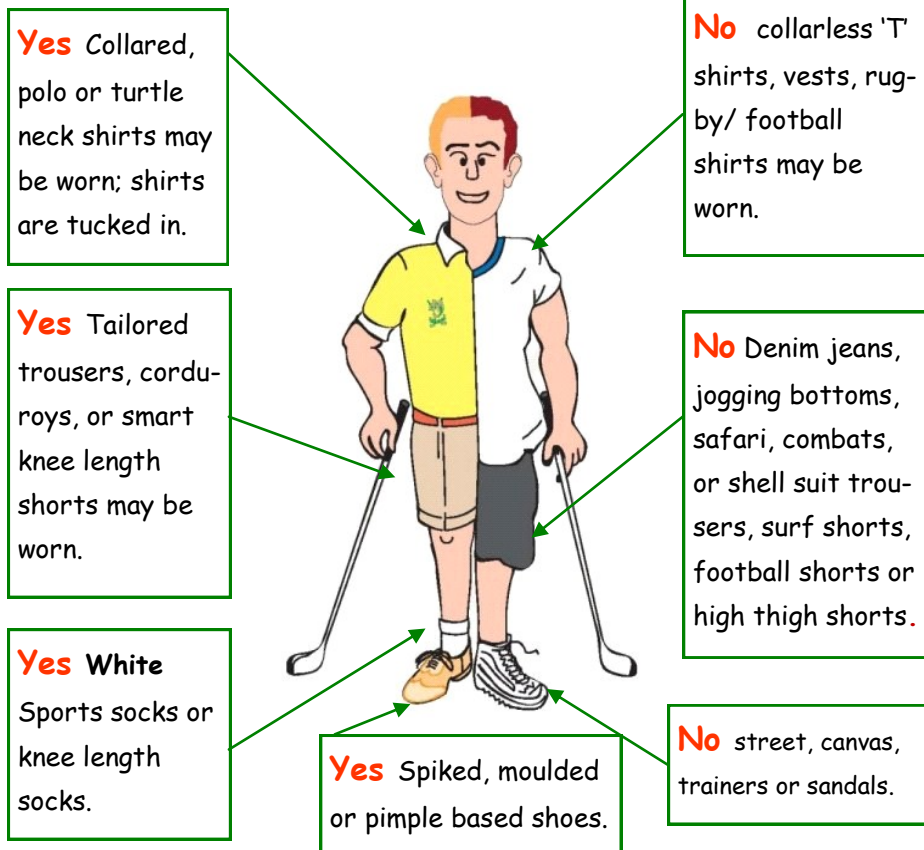 Yes Collared,
polo or turtle
neck shirts may
be worn; shirts
are tucked in.
Yes Tailored
trousers, cordu-
roys, or smart
knee length
shorts may be
worn.
Yes White
Sports socks or
knee length
socks.
Yes Spiked, moulded
or pimple based shoes.
No collarless ‘T’
shirts, vests, rug-
by/ football
shirts may be
worn.
No Denim jeans,
jogging bottoms,
safari, combats,
or shell suit trou-
sers, surf shorts,
football shorts or
high thigh shorts.
No street, canvas,
trainers or sandals.